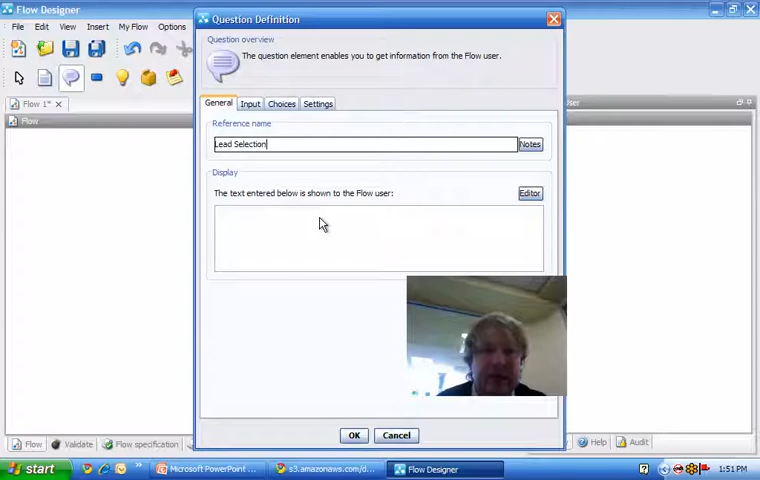 Flow Designer
File Edit View Insert My Flow Options
Flow 1* ×
Flow
Question Definition
Question overview
The question element enables you to get information from the Flow user.
General Input Choices Settings
Reference name
Lead Selection
Notes
Display
The text entered below is shown to the Flow user:
Editor
OK Cancel
User
Flow Validate Flow specification
Help Audit
start
Microsoft PowerPoint ...
s3.amazonaws.com/d...
Flow Designer
1:51 PM